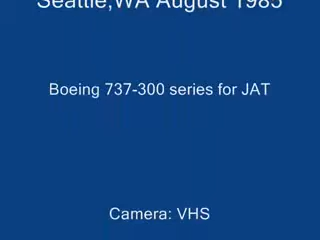 Seattle,WA August 1985
Boeing 737-300 series for JAT
Camera: VHS